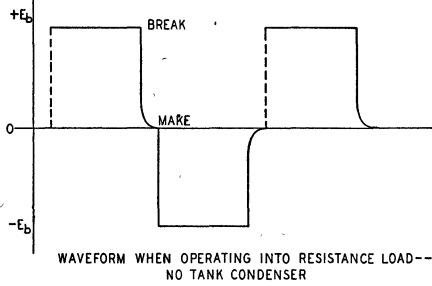 +Eb
BREAK
MAKE
0
-Eb
WAVEFORM WHEN OPERATING INTO RESISTANCE LOAD--
NO TANK CONDENSER